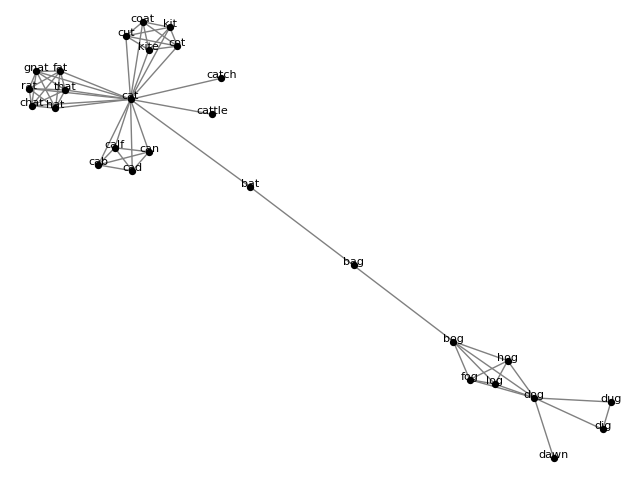 coat
kit
cut
cot
kite
gnat
fat
catch
rat
that
cat
chat
hat
cattle
calf
can
cab
cad
bat
bag
bog
hog
fog
log
dog
dug
dig
dawn